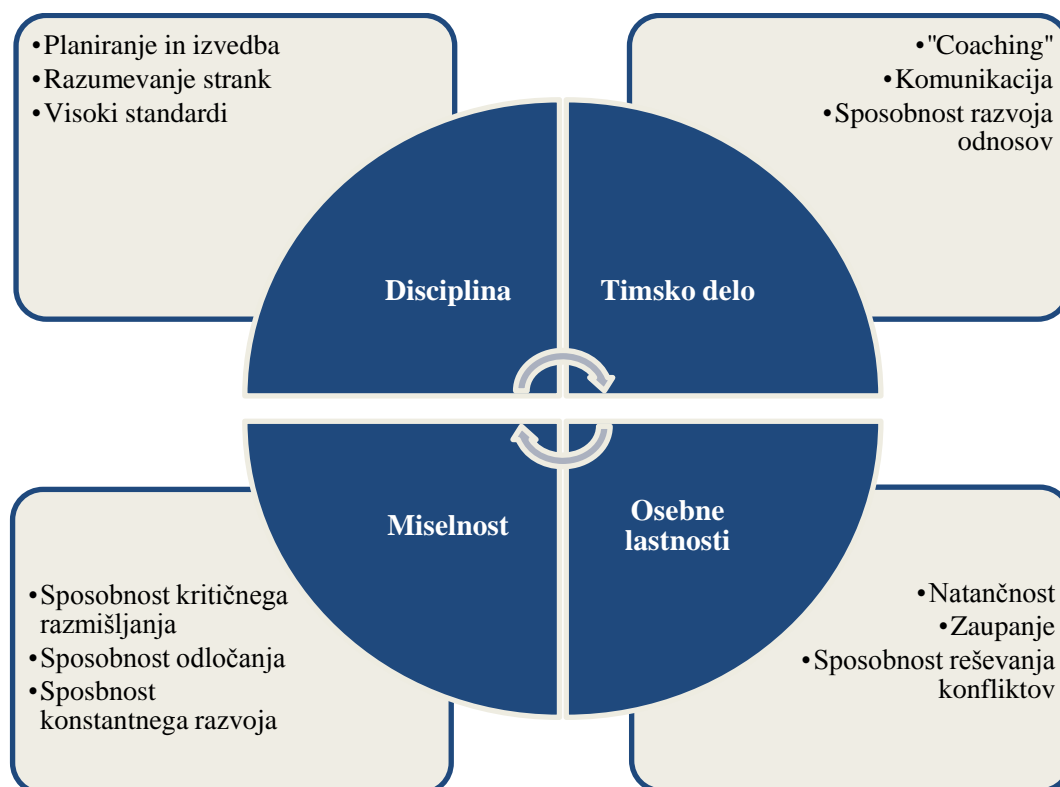 •Planiranje in izvedba
•Razumevanje strank
•Visoki standardi
•"Coaching"
•Komunikacija
•Sposobnost razvoja
odnosov
Disciplina
Timsko delo
Miselnost
Osebne
lastnosti
•Sposobnost kritičnega
razmišljanja
•Sposobnost odločanja
•Sposbnost
konstantnega razvoja
•Natančnost
•Zaupanje
•Sposobnost reševanja
konfliktov